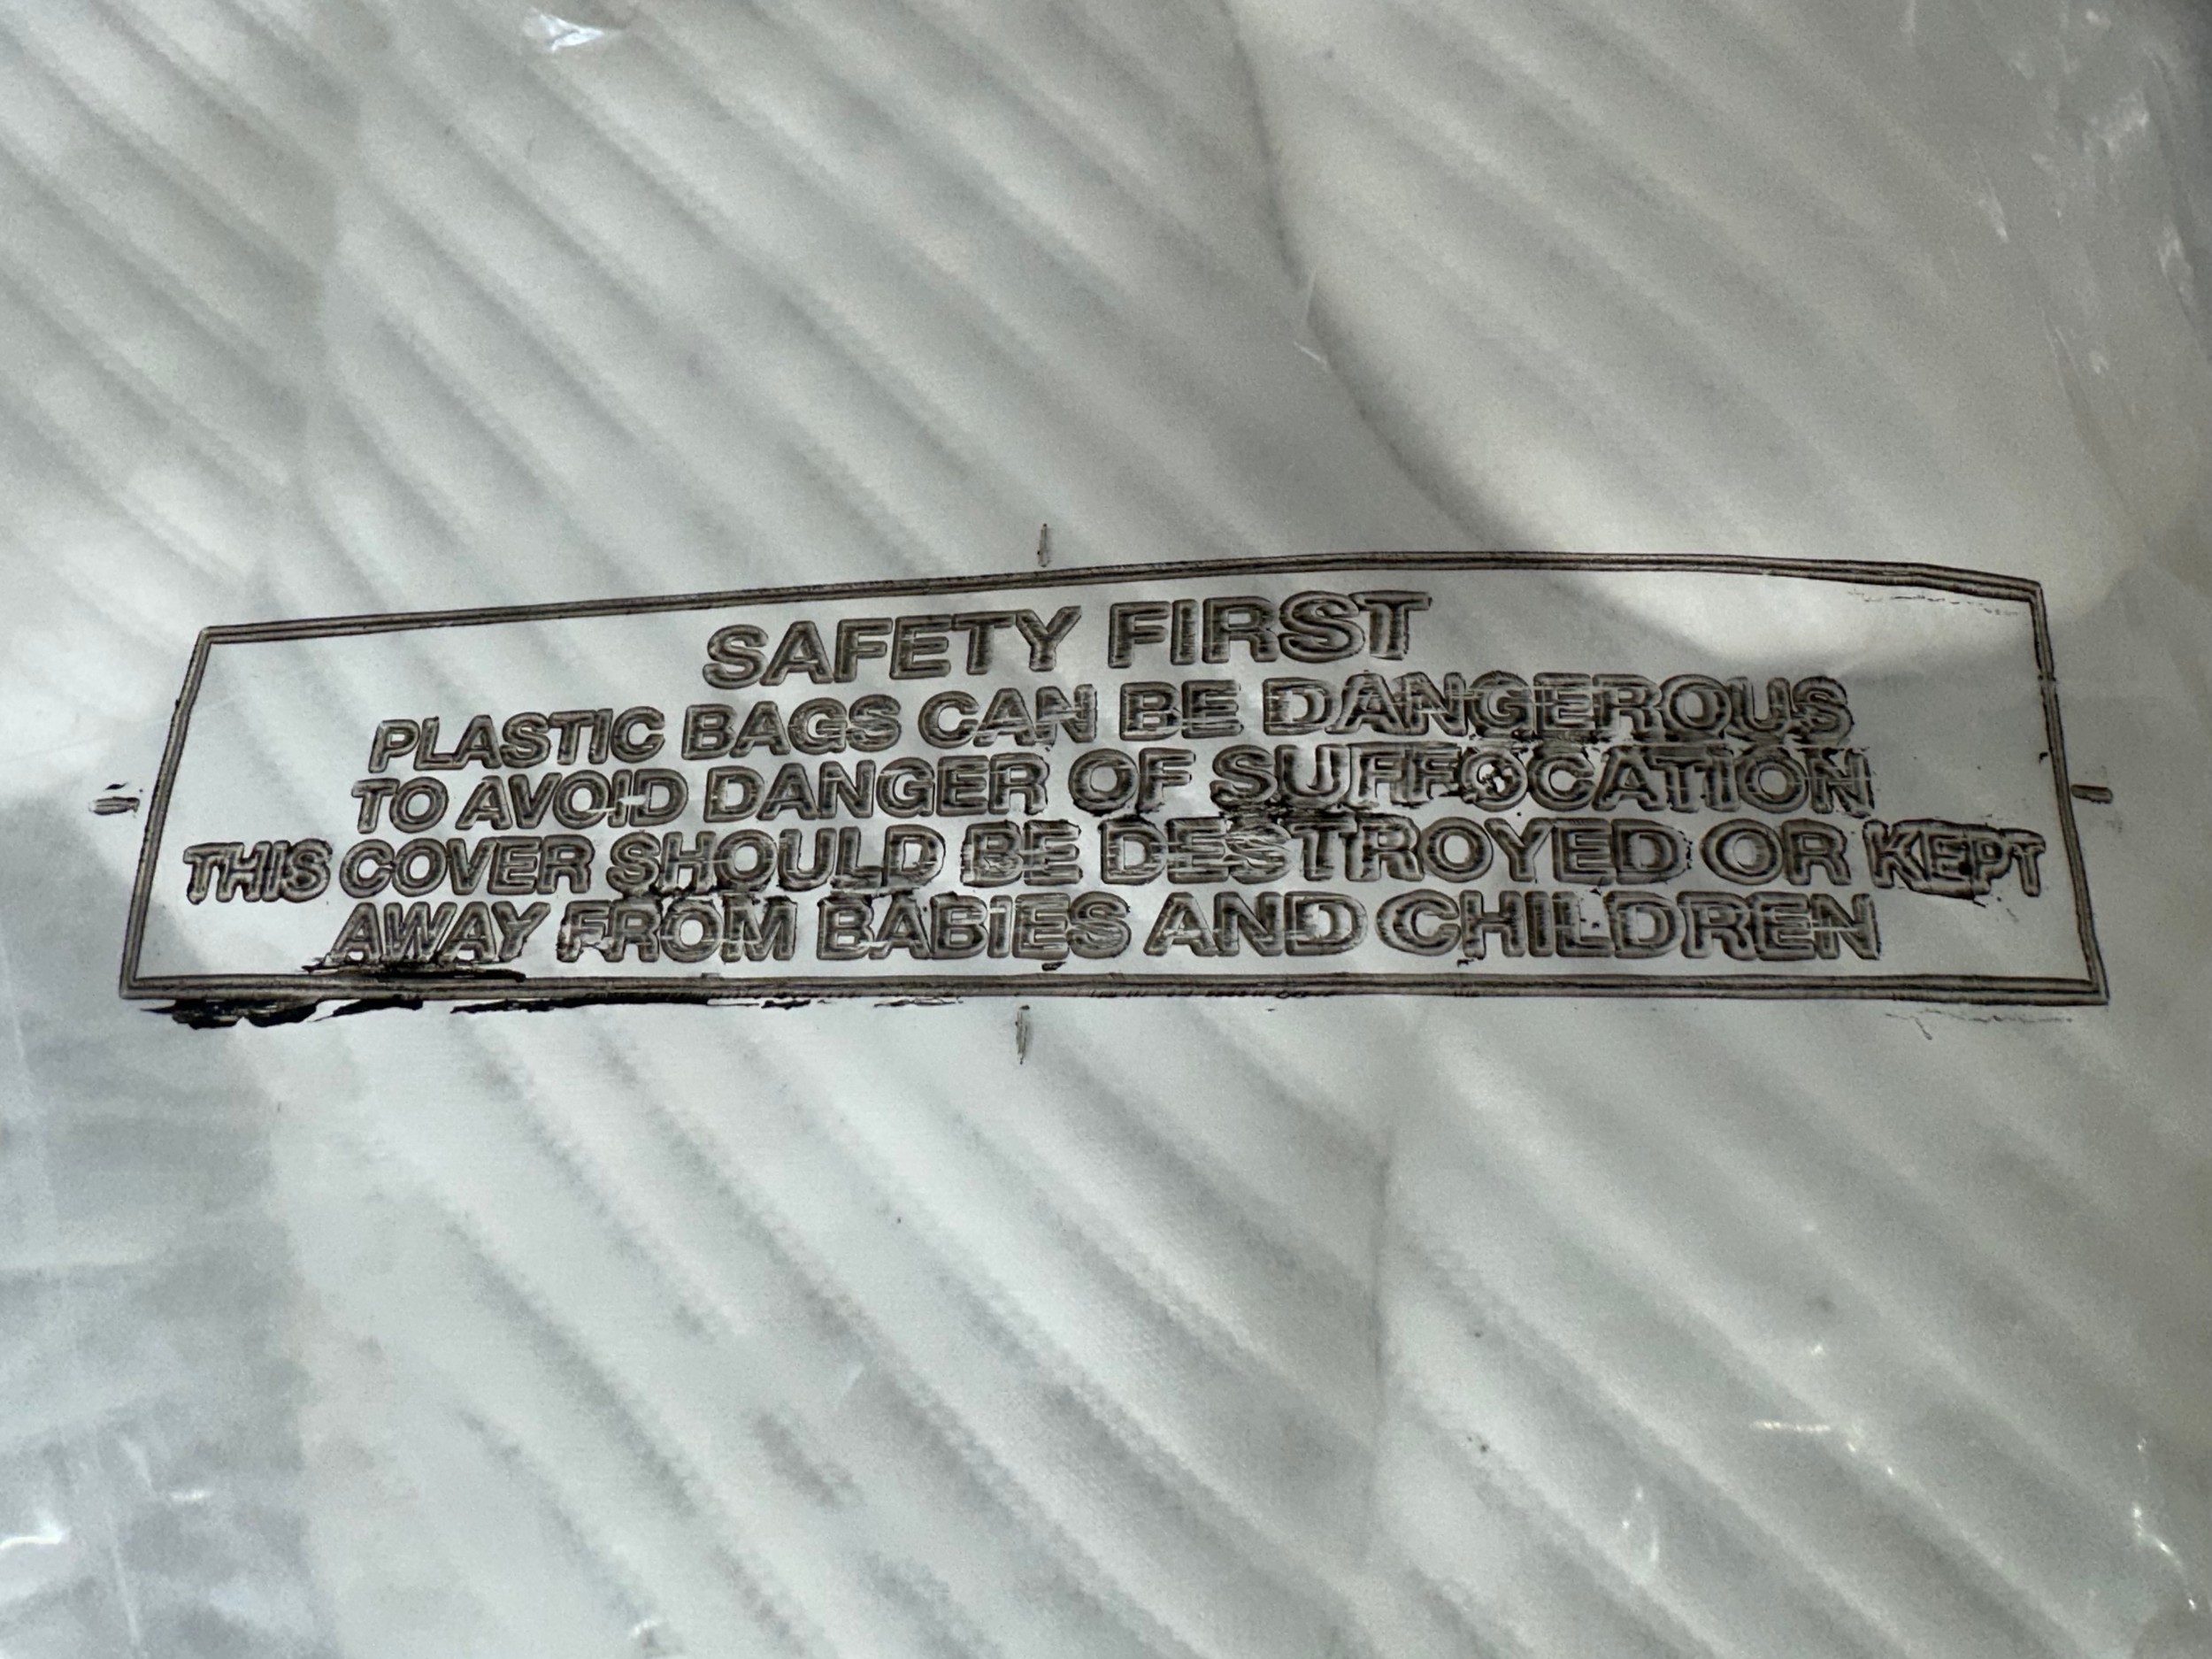 SAFETY FIRST
PLASTIC BAGS CAN BE DANGEROUS
TO AVOID DANGER OF SUFFOCATION
THIS COVER SHOULD BE DESTROYED OR KEPT
AWAY FROM BABIES AND CHILDREN